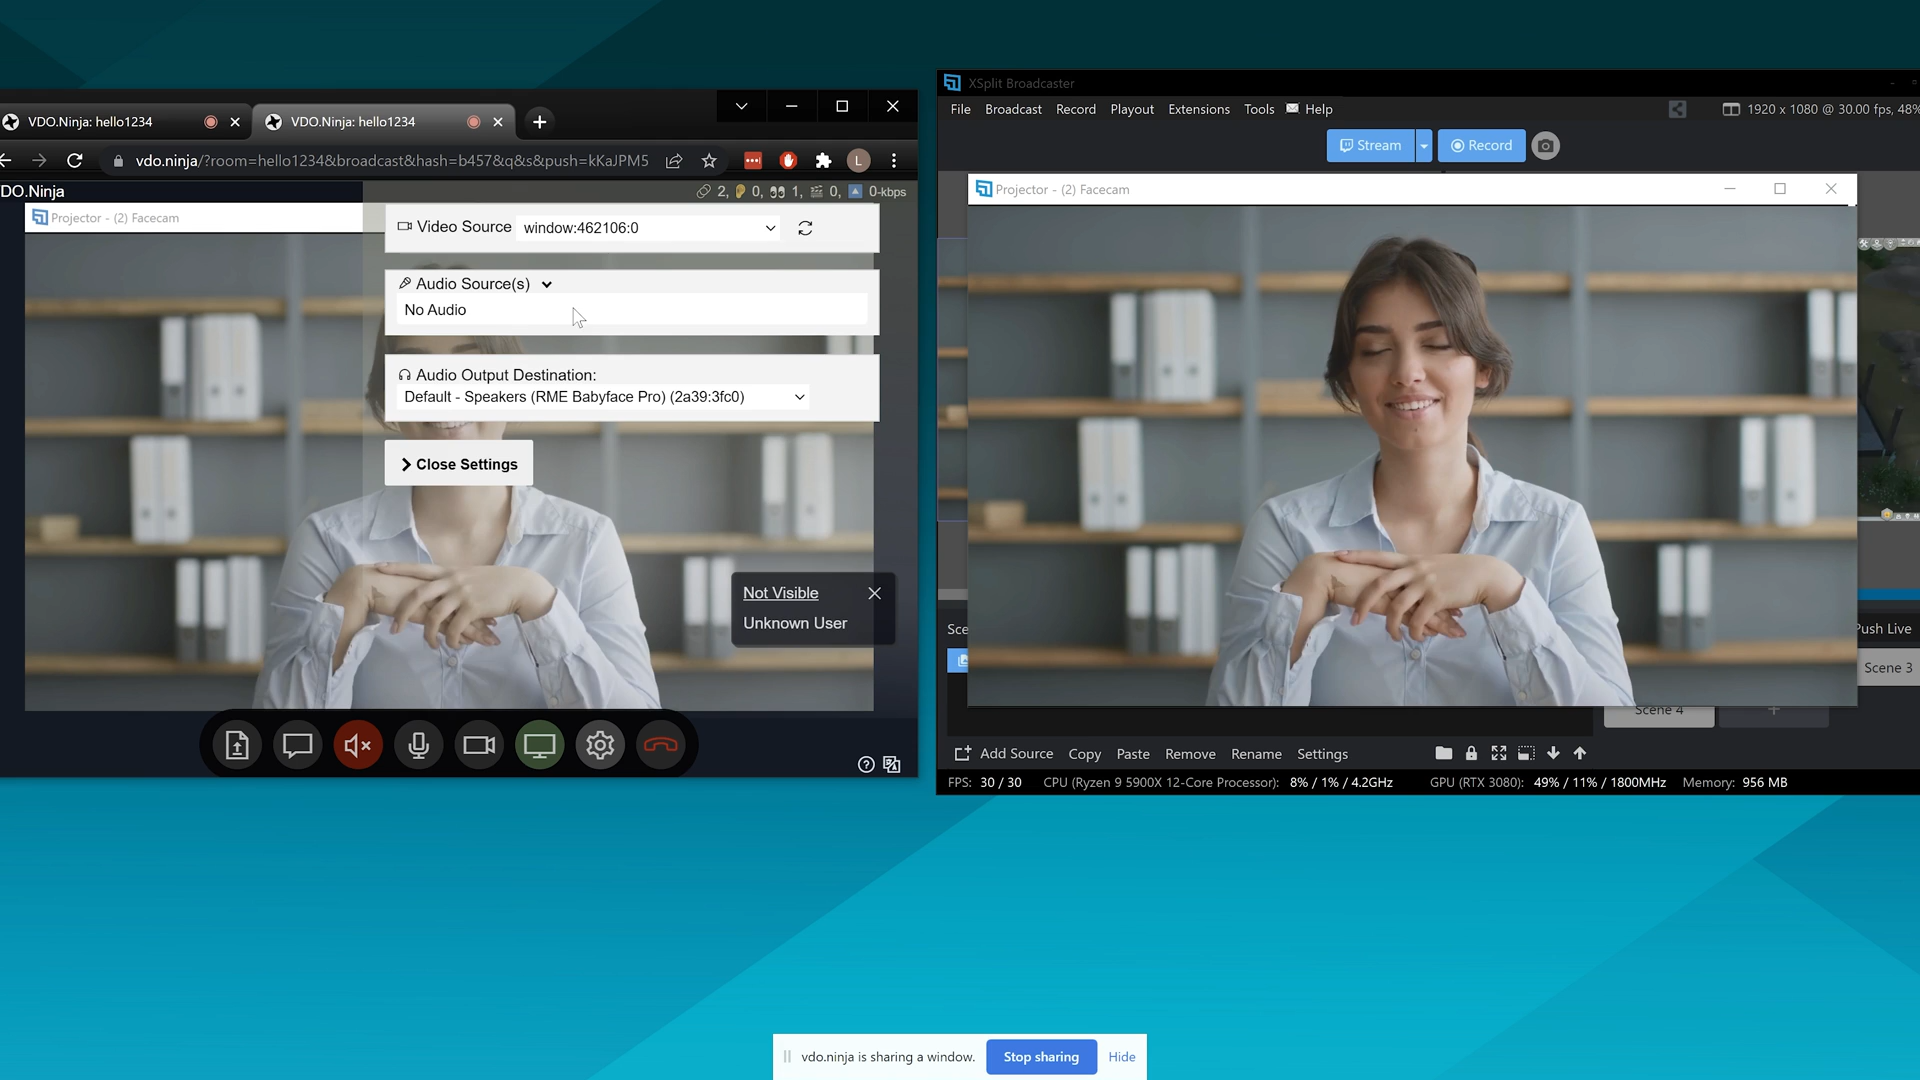 VDO.Ninja: hello1234
VDO.Ninja: hello1234
vdo.ninja/?room=hello1234&broadcast&hash=b457&q&s&push=kKaJPM5
L
DO.Ninja
2, 0, 1, 0, 0-kbps
Projector - (2) Facecam
Video Source window:462106:0
Audio Source(s)
No Audio
Audio Output Destination:
Default - Speakers (RME Babyface Pro) (2a39:3fc0)
Close Settings
Not Visible
Unknown User
XSplit Broadcaster
File Broadcast Record Playout Extensions Tools Help
1920 x 1080 @ 30.00 fps, 48%
Stream Record
Projector - (2) Facecam
Sce
Push Live
Scene 3
Scene 4
Add Source Copy Paste Remove Rename Settings
FPS: 30 / 30 CPU (Ryzen 9 5900X 12-Core Processor): 8% / 1% / 4.2GHz GPU (RTX 3080): 49% / 11% / 1800MHz Memory: 956 MB
vdo.ninja is sharing a window. Stop sharing Hide